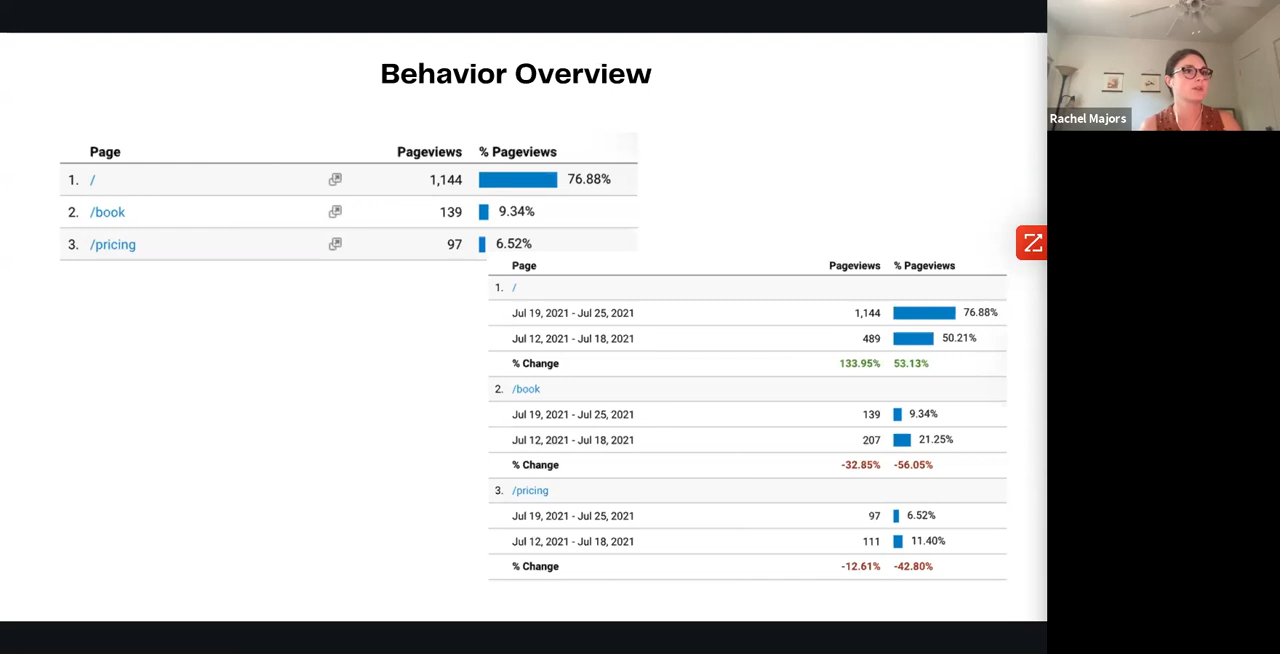 Behavior Overview
Page Pageviews % Pageviews
1. / 1,144 76.88%
2. /book 139 9.34%
3. /pricing 97 6.52%
Page Pageviews % Pageviews
1. /
Jul 19, 2021 - Jul 25, 2021 1,144 76.88%
Jul 12, 2021 - Jul 18, 2021 489 50.21%
% Change 133.95% 53.13%
2. /book
Jul 19, 2021 - Jul 25, 2021 139 9.34%
Jul 12, 2021 - Jul 18, 2021 207 21.25%
% Change -32.85% -56.05%
3. /pricing
Jul 19, 2021 - Jul 25, 2021 97 6.52%
Jul 12, 2021 - Jul 18, 2021 111 11.40%
% Change -12.61% -42.80%
Rachel Majors